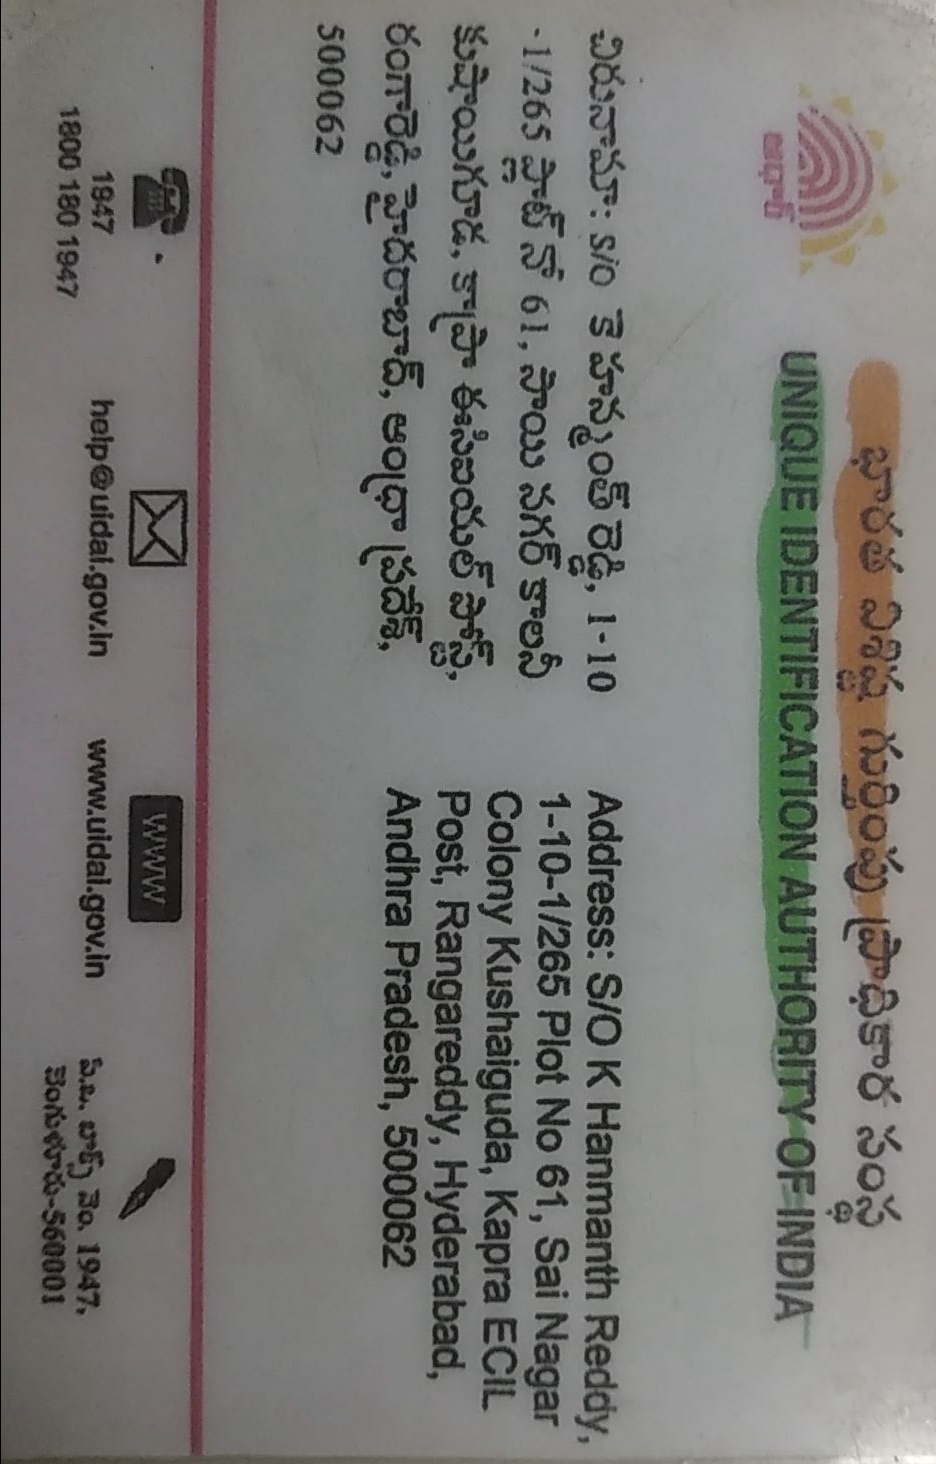 భారత విశిష్ట గుర్తింపు ప్రాధికార సంస్థ
UNIQUE IDENTIFICATION AUTHORITY OF INDIA
ఆధార్
చిరునామా: S/O కె హన్మంత్ రెడ్డి, 1-10
-1/265 ప్లాట్ నో 61, సాయి నగర్ కాలనీ
కుషాయిగూడ, కాప్రా ఈసిఐయల్ పోస్ట్,
రంగారెడ్డి, హైదరాబాద్, ఆంధ్రా ప్రదేశ్,
500062
Address: S/O K Hanmanth Reddy,
1-10-1/265 Plot No 61, Sai Nagar
Colony Kushaiguda, Kapra ECIL
Post, Rangareddy, Hyderabad,
Andhra Pradesh, 500062
1947
1800 180 1947
help@uidai.gov.in
WWW
www.uidai.gov.in
పి.బి. బాక్స్ నెం. 1947,
బెంగుళూరు-560001